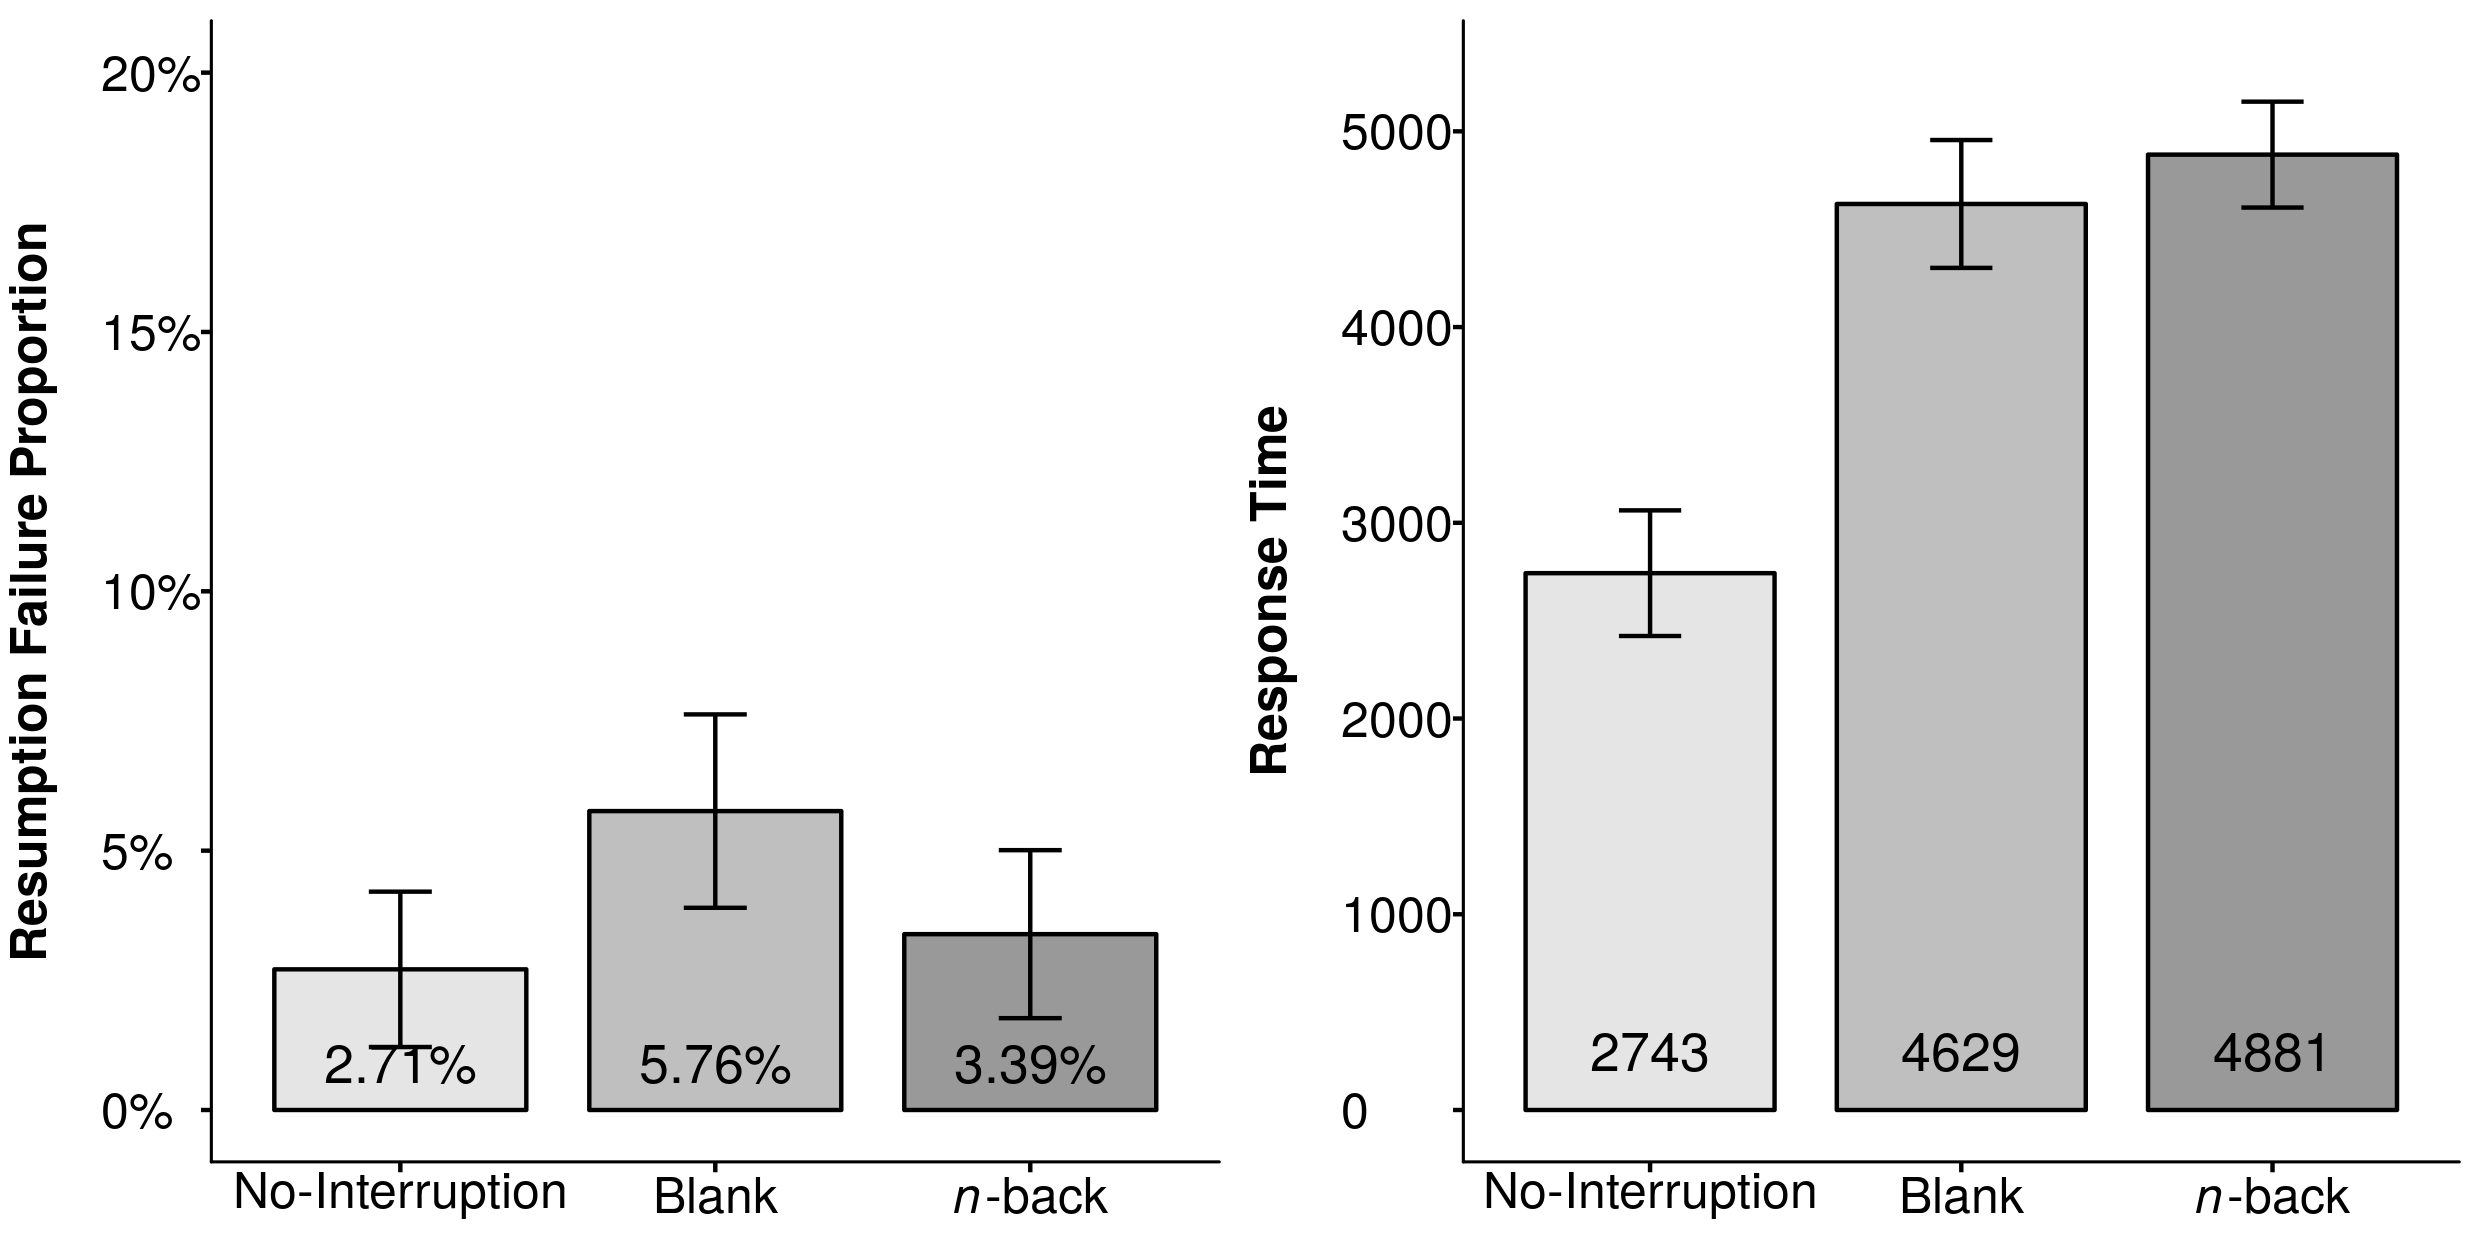 Resumption Failure Proportion
20%
15%
10%
5%
0%
2.71%
5.76%
3.39%
No-Interruption
Blank
n-back
Response Time
5000
4000
3000
2000
1000
0
2743
4629
4881
No-Interruption
Blank
n-back